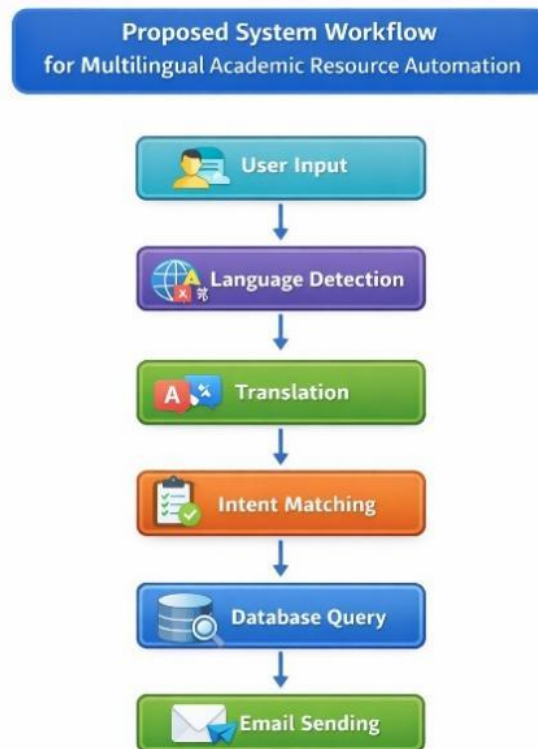 Proposed System Workflow
for Multilingual Academic Resource Automation
User Input
Language Detection
A
Translation
Intent Matching
Database Query
Email Sending